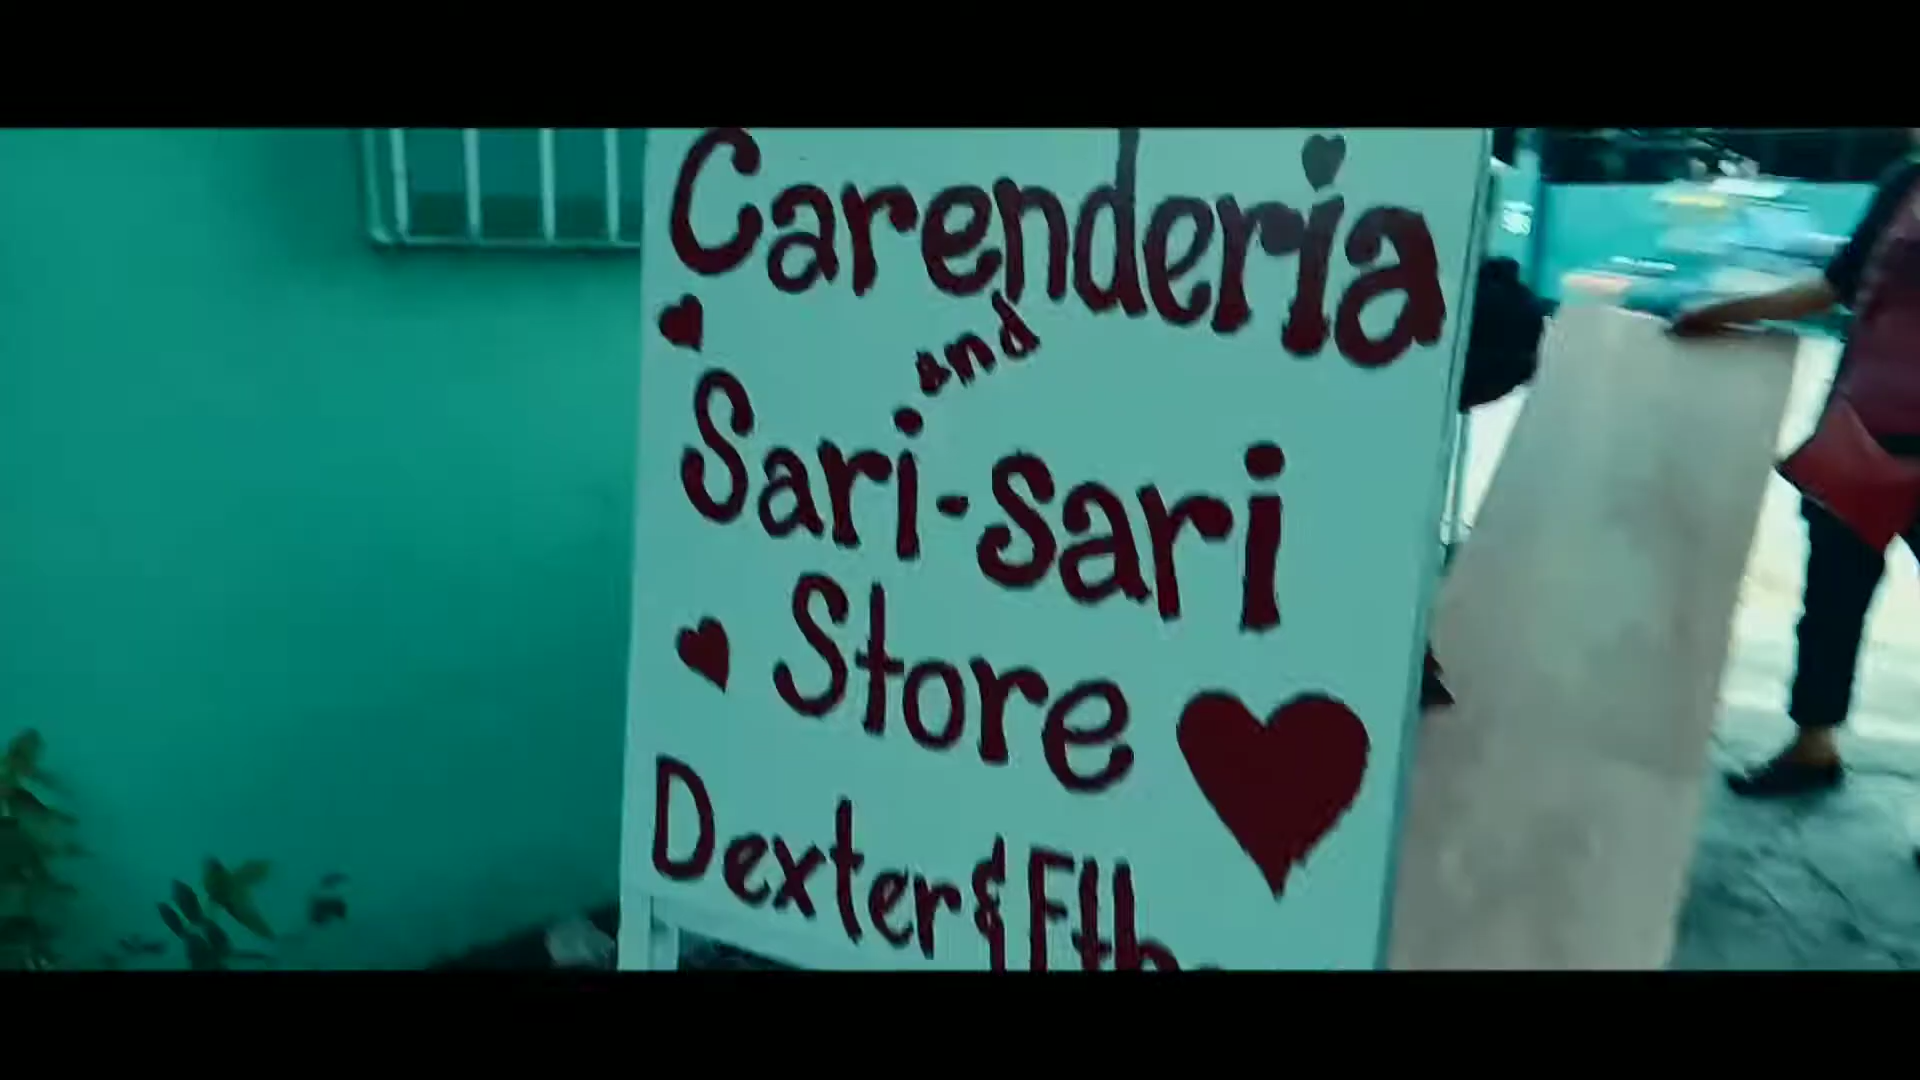 Carenderia
and
Sari-Sari
Store
Dexter &